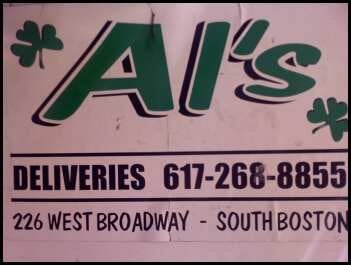 Al's
DELIVERIES 617-268-8855
226 WEST BROADWAY - SOUTH BOSTON